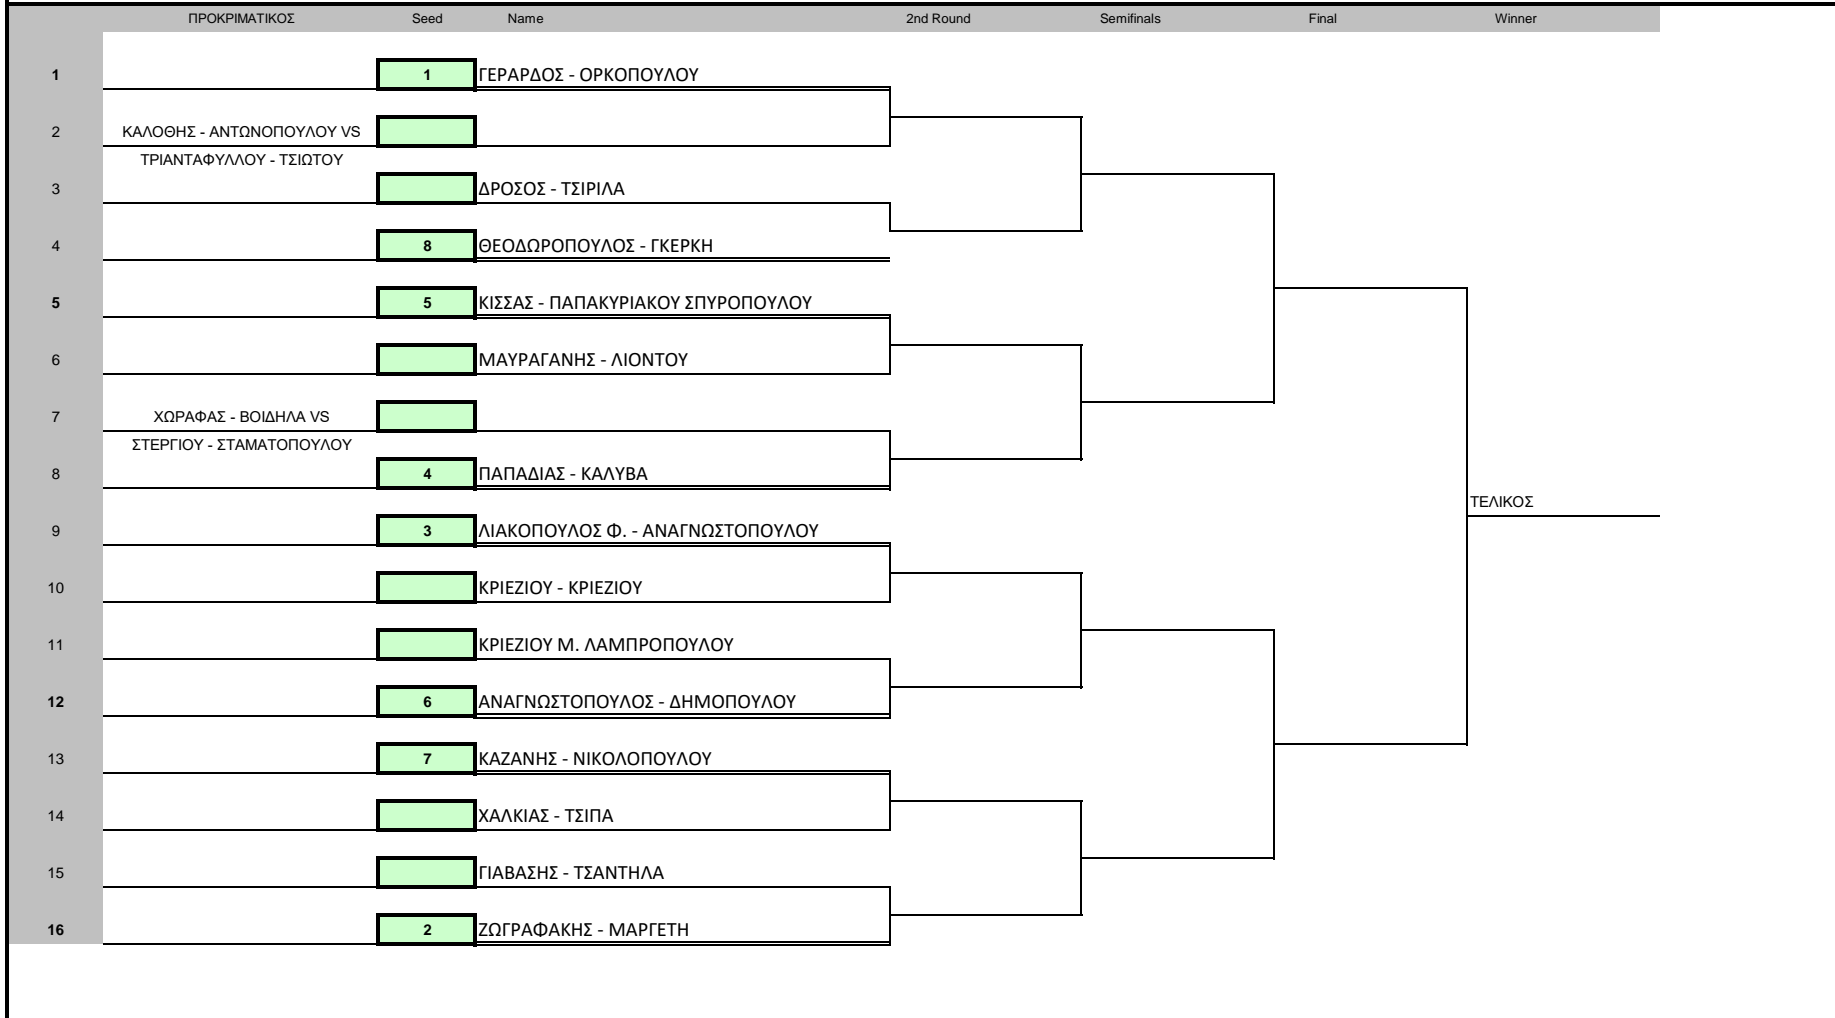 ΠΡΟΚΡΙΜΑΤΙΚΟΣ Seed Name 2nd Round Semifinals Final Winner
1 1 ΓΕΡΑΡΔΟΣ - ΟΡΚΟΠΟΥΛΟΥ
2 ΚΑΛΟΘΗΣ - ΑΝΤΩΝΟΠΟΥΛΟΥ VS
ΤΡΙΑΝΤΑΦΥΛΛΟΥ - ΤΣΙΩΤΟΥ
3 ΔΡΟΣΟΣ - ΤΣΙΡΙΛΑ
4 8 ΘΕΟΔΩΡΟΠΟΥΛΟΣ - ΓΚΕΡΚΗ
5 5 ΚΙΣΣΑΣ - ΠΑΠΑΚΥΡΙΑΚΟΥ ΣΠΥΡΟΠΟΥΛΟΥ
6 ΜΑΥΡΑΓΑΝΗΣ - ΛΙΟΝΤΟΥ
7 ΧΩΡΑΦΑΣ - ΒΟΙΔΗΛΑ VS
ΣΤΕΡΓΙΟΥ - ΣΤΑΜΑΤΟΠΟΥΛΟΥ
8 4 ΠΑΠΑΔΙΑΣ - ΚΑΛΥΒΑ
ΤΕΛΙΚΟΣ
9 3 ΛΙΑΚΟΠΟΥΛΟΣ Φ. - ΑΝΑΓΝΩΣΤΟΠΟΥΛΟΥ
10 ΚΡΙΕΖΙΟΥ - ΚΡΙΕΖΙΟΥ
11 ΚΡΙΕΖΙΟΥ Μ. ΛΑΜΠΡΟΠΟΥΛΟΥ
12 6 ΑΝΑΓΝΩΣΤΟΠΟΥΛΟΣ - ΔΗΜΟΠΟΥΛΟΥ
13 7 ΚΑΖΑΝΗΣ - ΝΙΚΟΛΟΠΟΥΛΟΥ
14 ΧΑΛΚΙΑΣ - ΤΣΙΠΑ
15 ΓΙΑΒΑΣΗΣ - ΤΣΑΝΤΗΛΑ
16 2 ΖΩΓΡΑΦΑΚΗΣ - ΜΑΡΓΕΤΗ